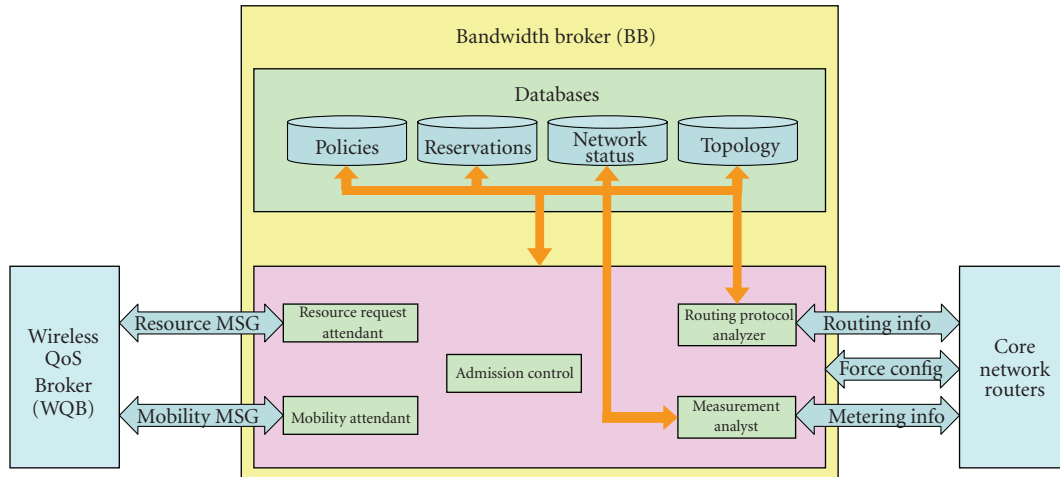 Bandwidth broker (BB)
Databases
Policies
Reservations
Network
status
Topology
Wireless
QoS
Broker
(WQB)
Resource MSG
Mobility MSG
Resource request
attendant
Mobility attendant
Admission control
Routing protocol
analyzer
Measurement
analyst
Routing info
Force config
Metering info
Core
network
routers